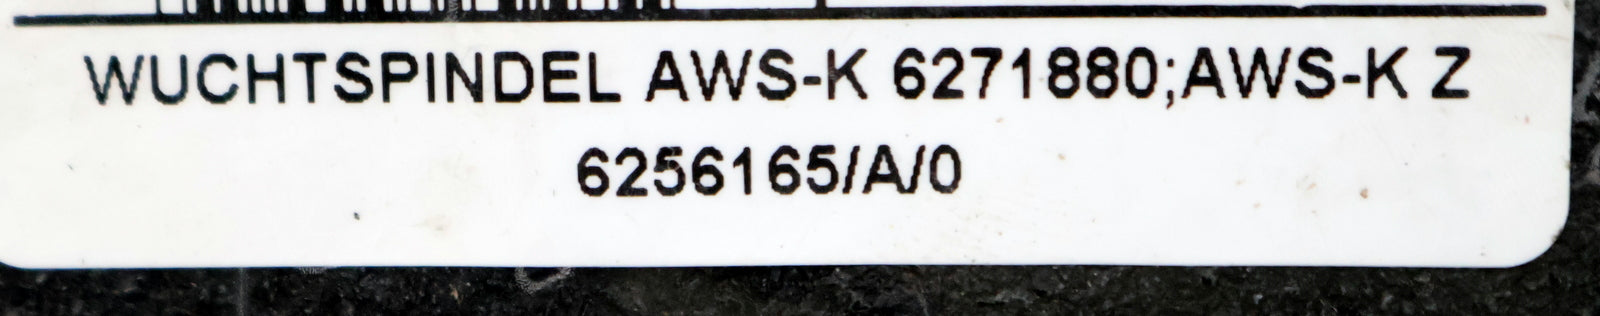 WUCHTSPINDEL AWS-K 6271880;AWS-K Z
6256165/A/0